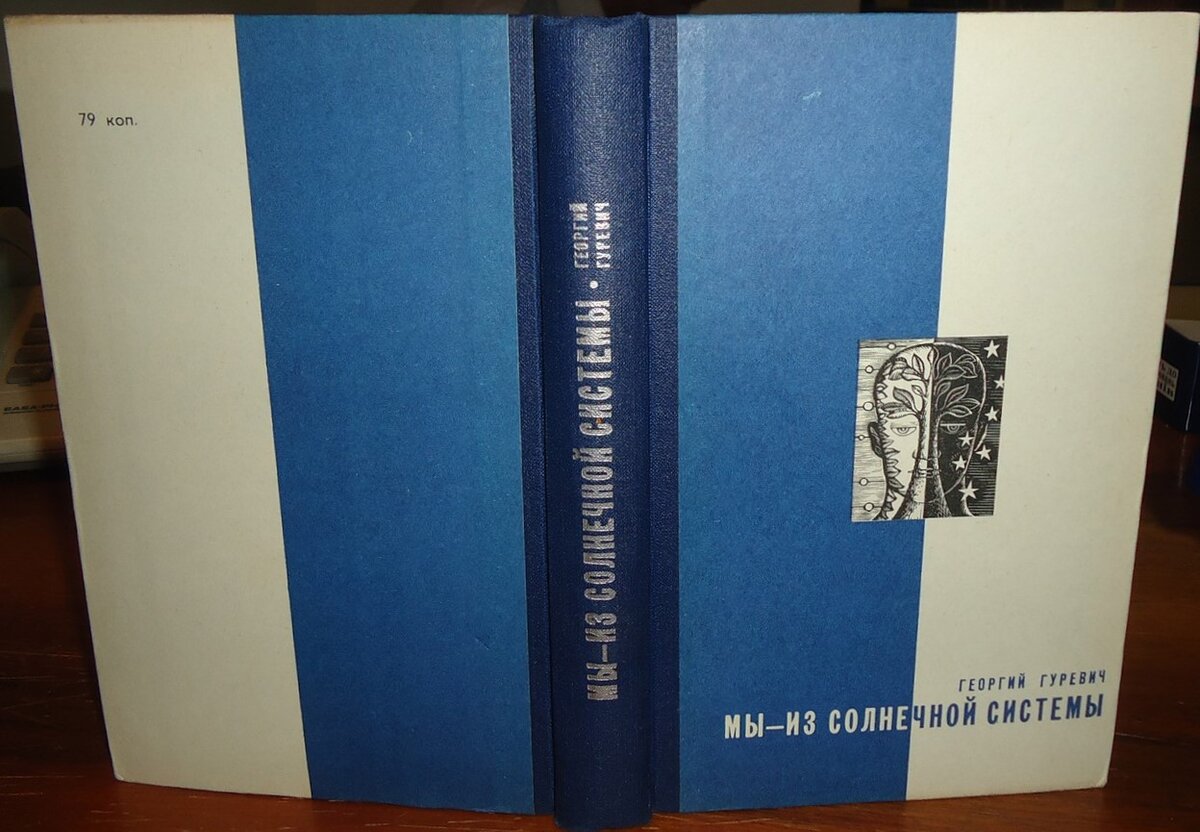 79 коп.
МЫ—ИЗ СОЛНЕЧНОЙ СИСТЕМЫ • ГЕОРГИЙ
ГУРЕВИЧ
ГЕОРГИЙ ГУРЕВИЧ
МЫ—ИЗ СОЛНЕЧНОЙ СИСТЕМЫ